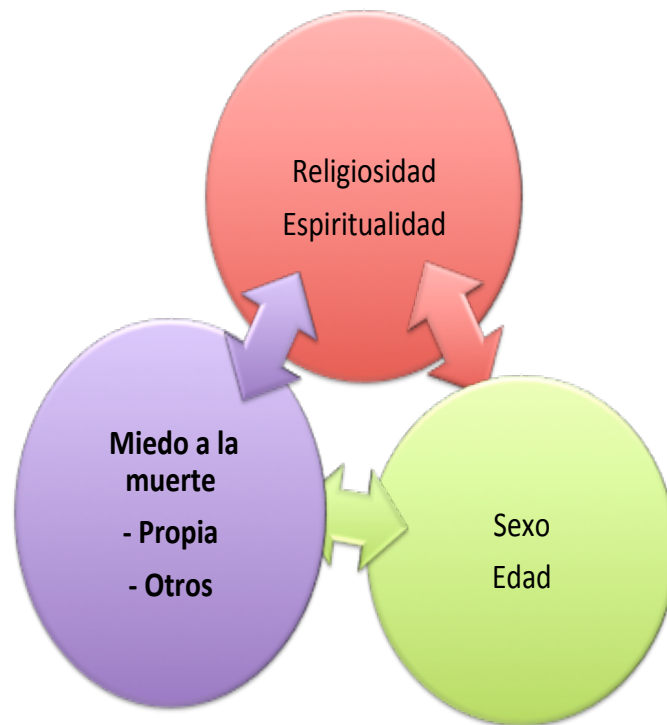 Religiosidad
Espiritualidad
Miedo a la
muerte
- Propia
- Otros
Sexo
Edad